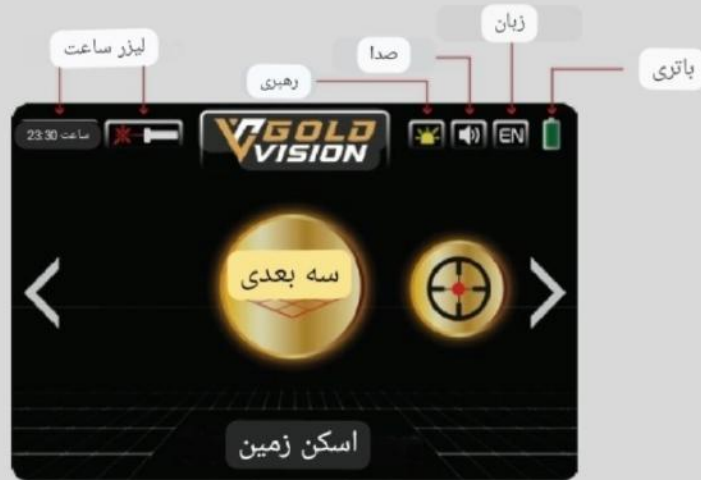 زبان
لیزر ساعت
صدا
باتری
رهبری
ساعت 23:30
GOLD
VISION
EN
سه بعدی
اسکن زمین